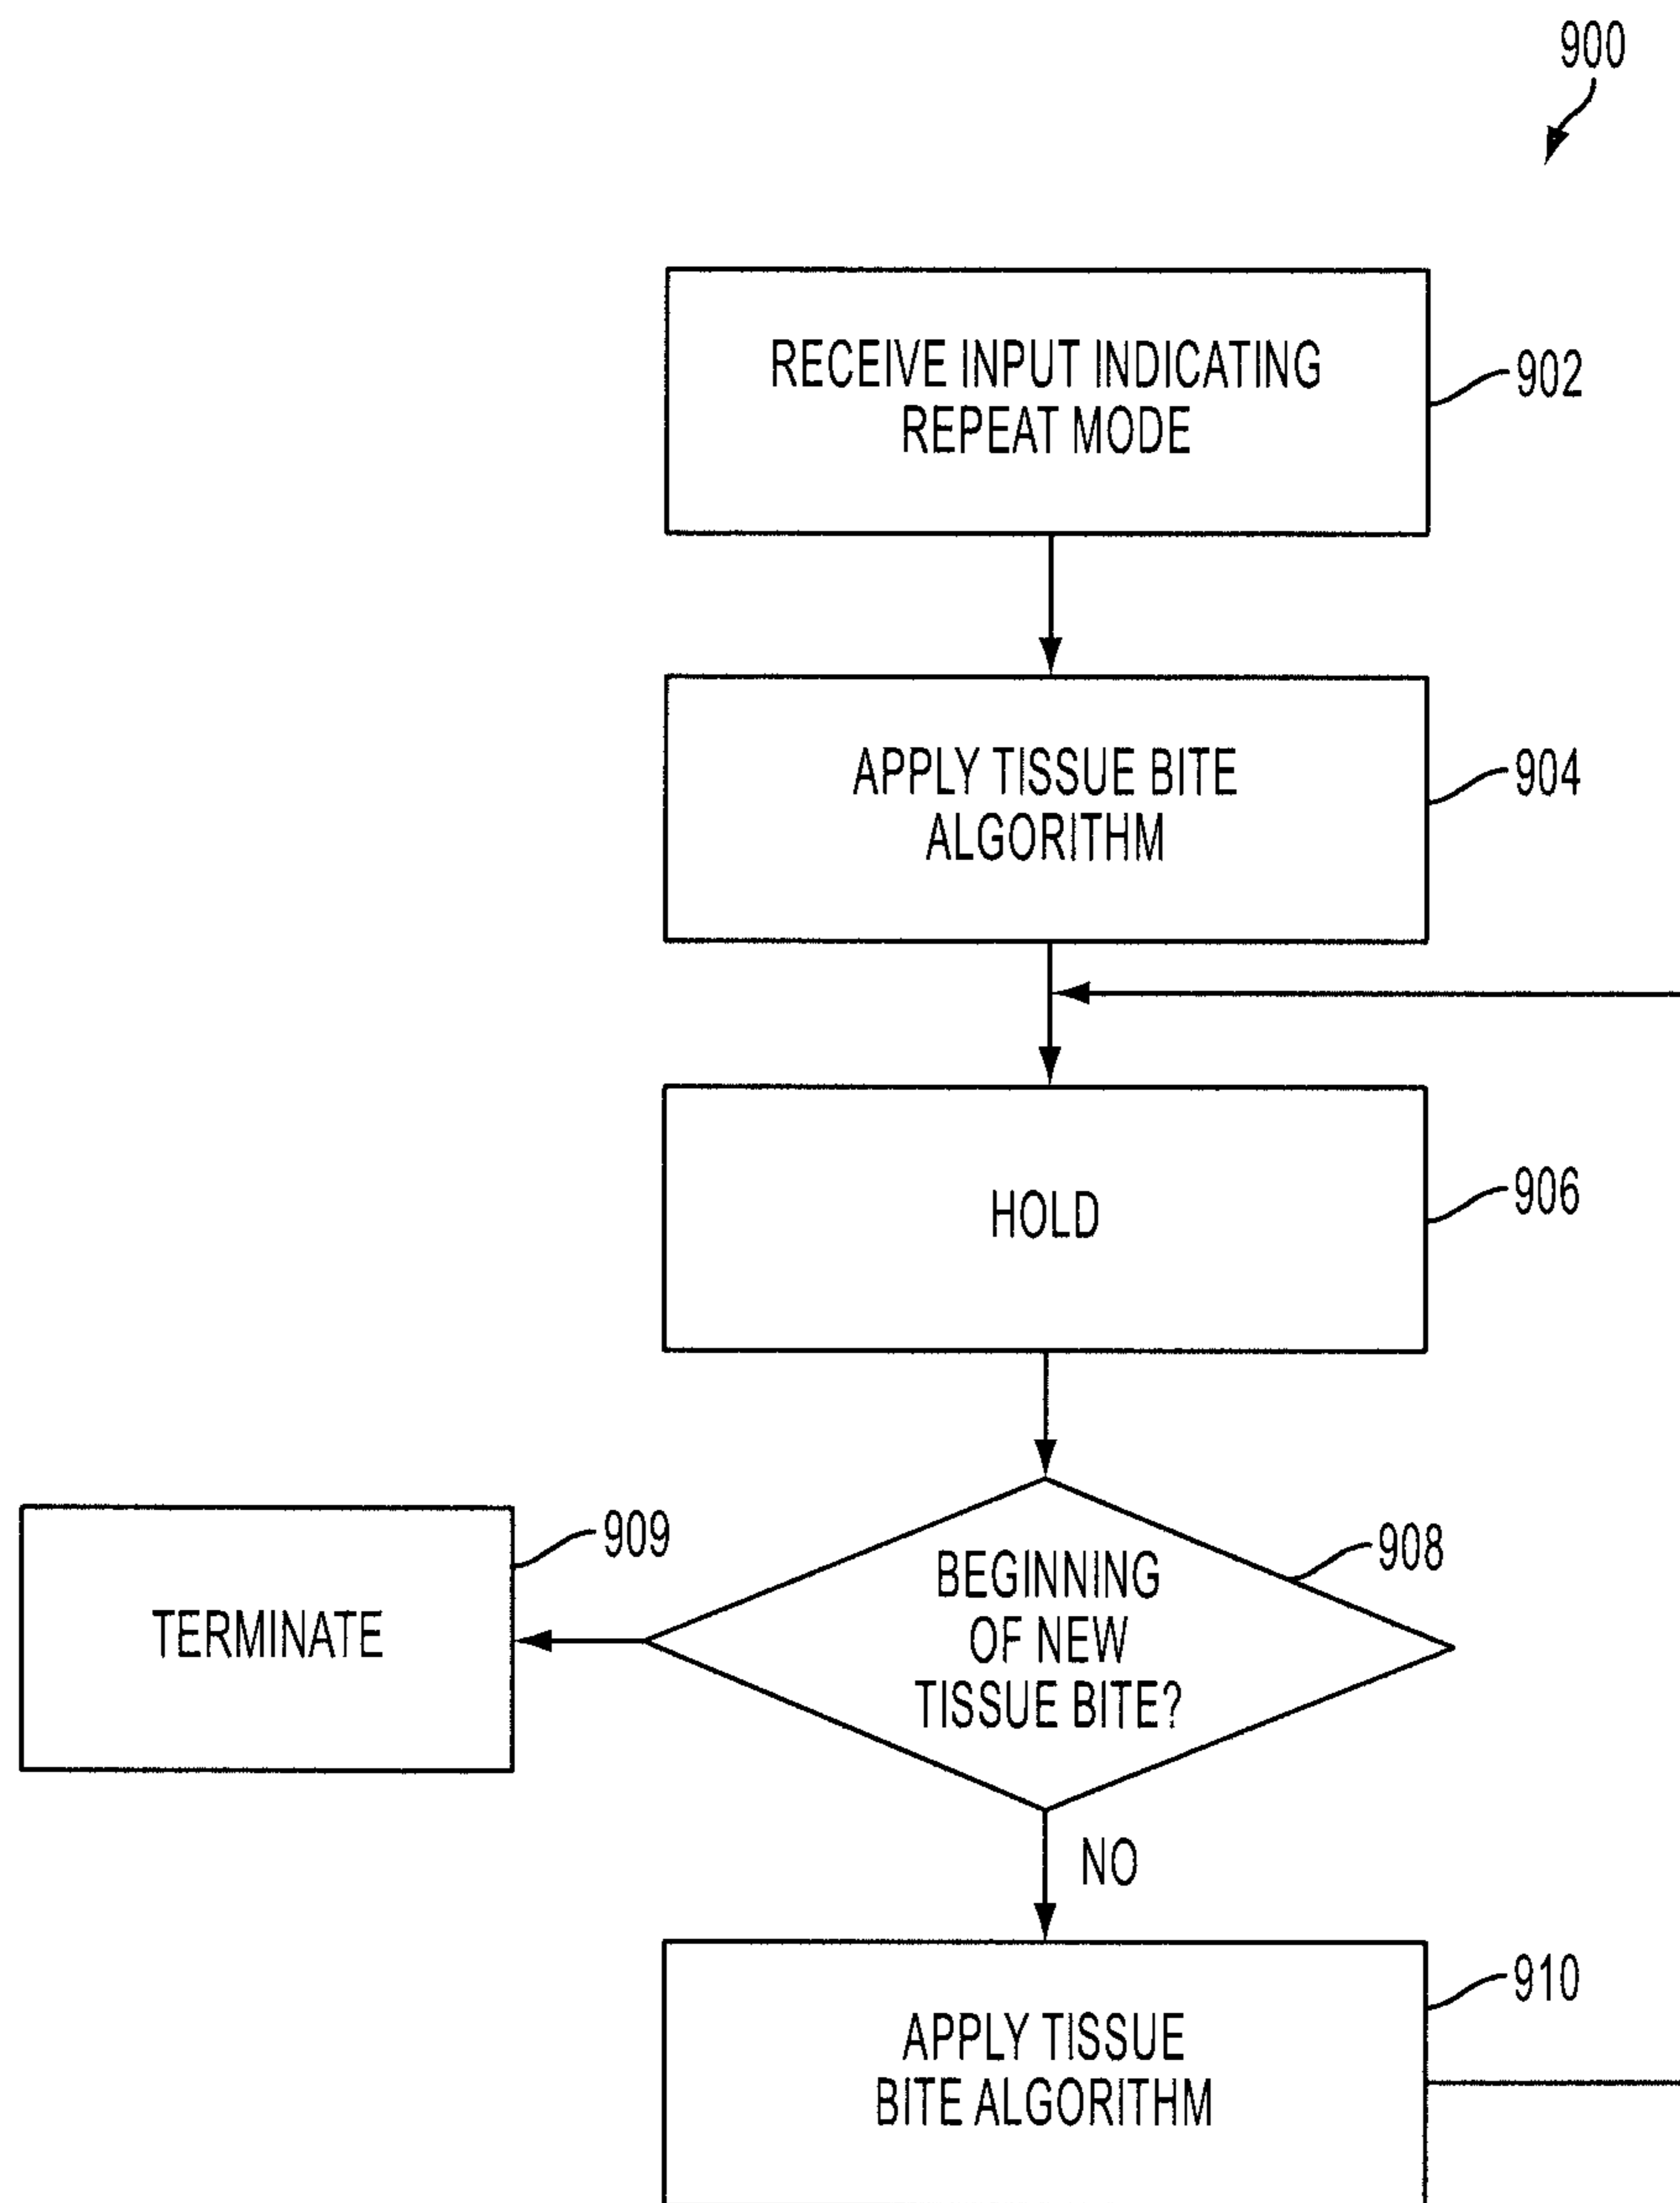 900
RECEIVE INPUT INDICATING
REPEAT MODE
902
APPLY TISSUE BITE
ALGORITHM
904
HOLD
906
TERMINATE
909
BEGINNING
OF NEW
TISSUE BITE?
908
NO
APPLY TISSUE
BITE ALGORITHM
910